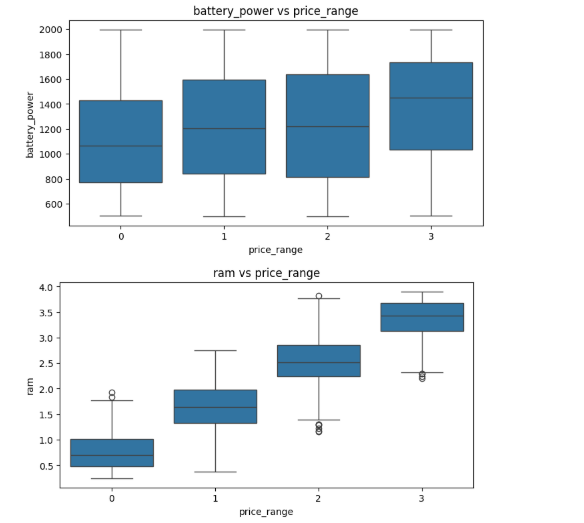 battery_power vs price_range
2000
1800
1600
1400
1200
1000
800
600
battery_power
0 1 2 3
price_range
ram vs price_range
4.0
3.5
3.0
2.5
2.0
1.5
1.0
0.5
ram
0 1 2 3
price_range